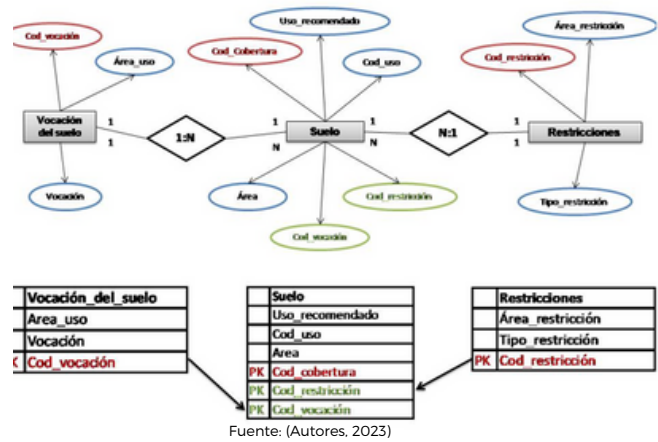 Uso_recomendado
Área_restricción
Cod_vocación
Cod_Cobertura
Cod_restricción
Área_uso
Cod_uso
Vocación
del suelo
1
1
1:N
1
N
Suelo
1
N
N:1
1
1
Restricciones
Vocación
Área
Cod_restricción
Tipo_restricción
Cod_vocación
Vocación_del_suelo
Area_uso
Vocación
K Cod_vocación
Suelo
Uso_recomendado
Cod_uso
Area
PK Cod_cobertura
PK Cod_restricción
PK Cod_vocación
Restricciones
Área_restricción
Tipo_restricción
PK Cod_restricción
Fuente: (Autores, 2023)